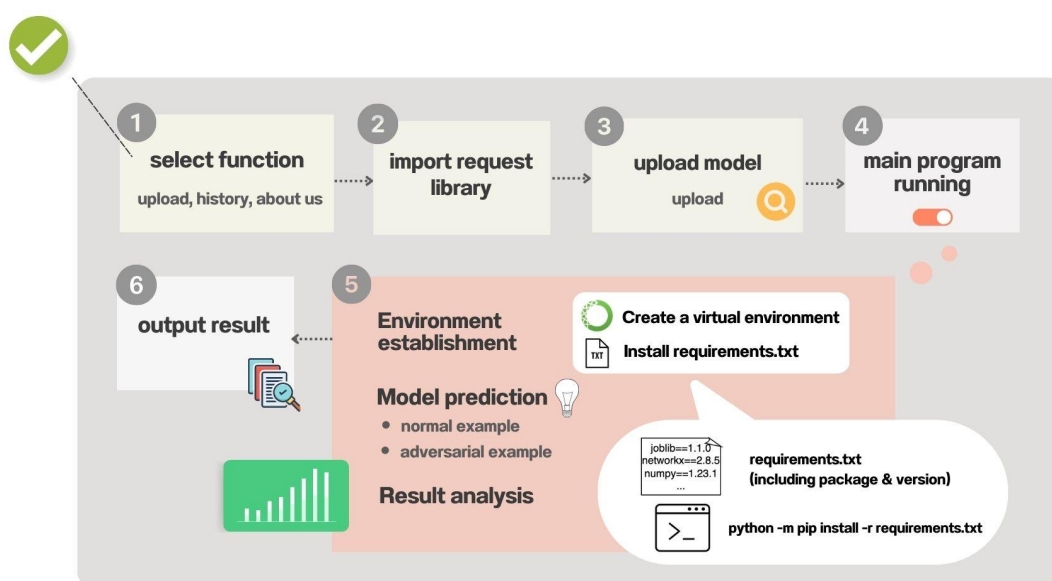 1
select function
upload, history, about us
2
import request
library
3
upload model
upload
4
main program
running
5
Environment
establishment
Create a virtual environment
TXT
Install requirements.txt
Model prediction
• normal example
• adversarial example
Result analysis
joblib==1.1.0
networkx==2.8.5
numpy==1.23.1
...
requirements.txt
(including package & version)
>_
python -m pip install -r requirements.txt
6
output result